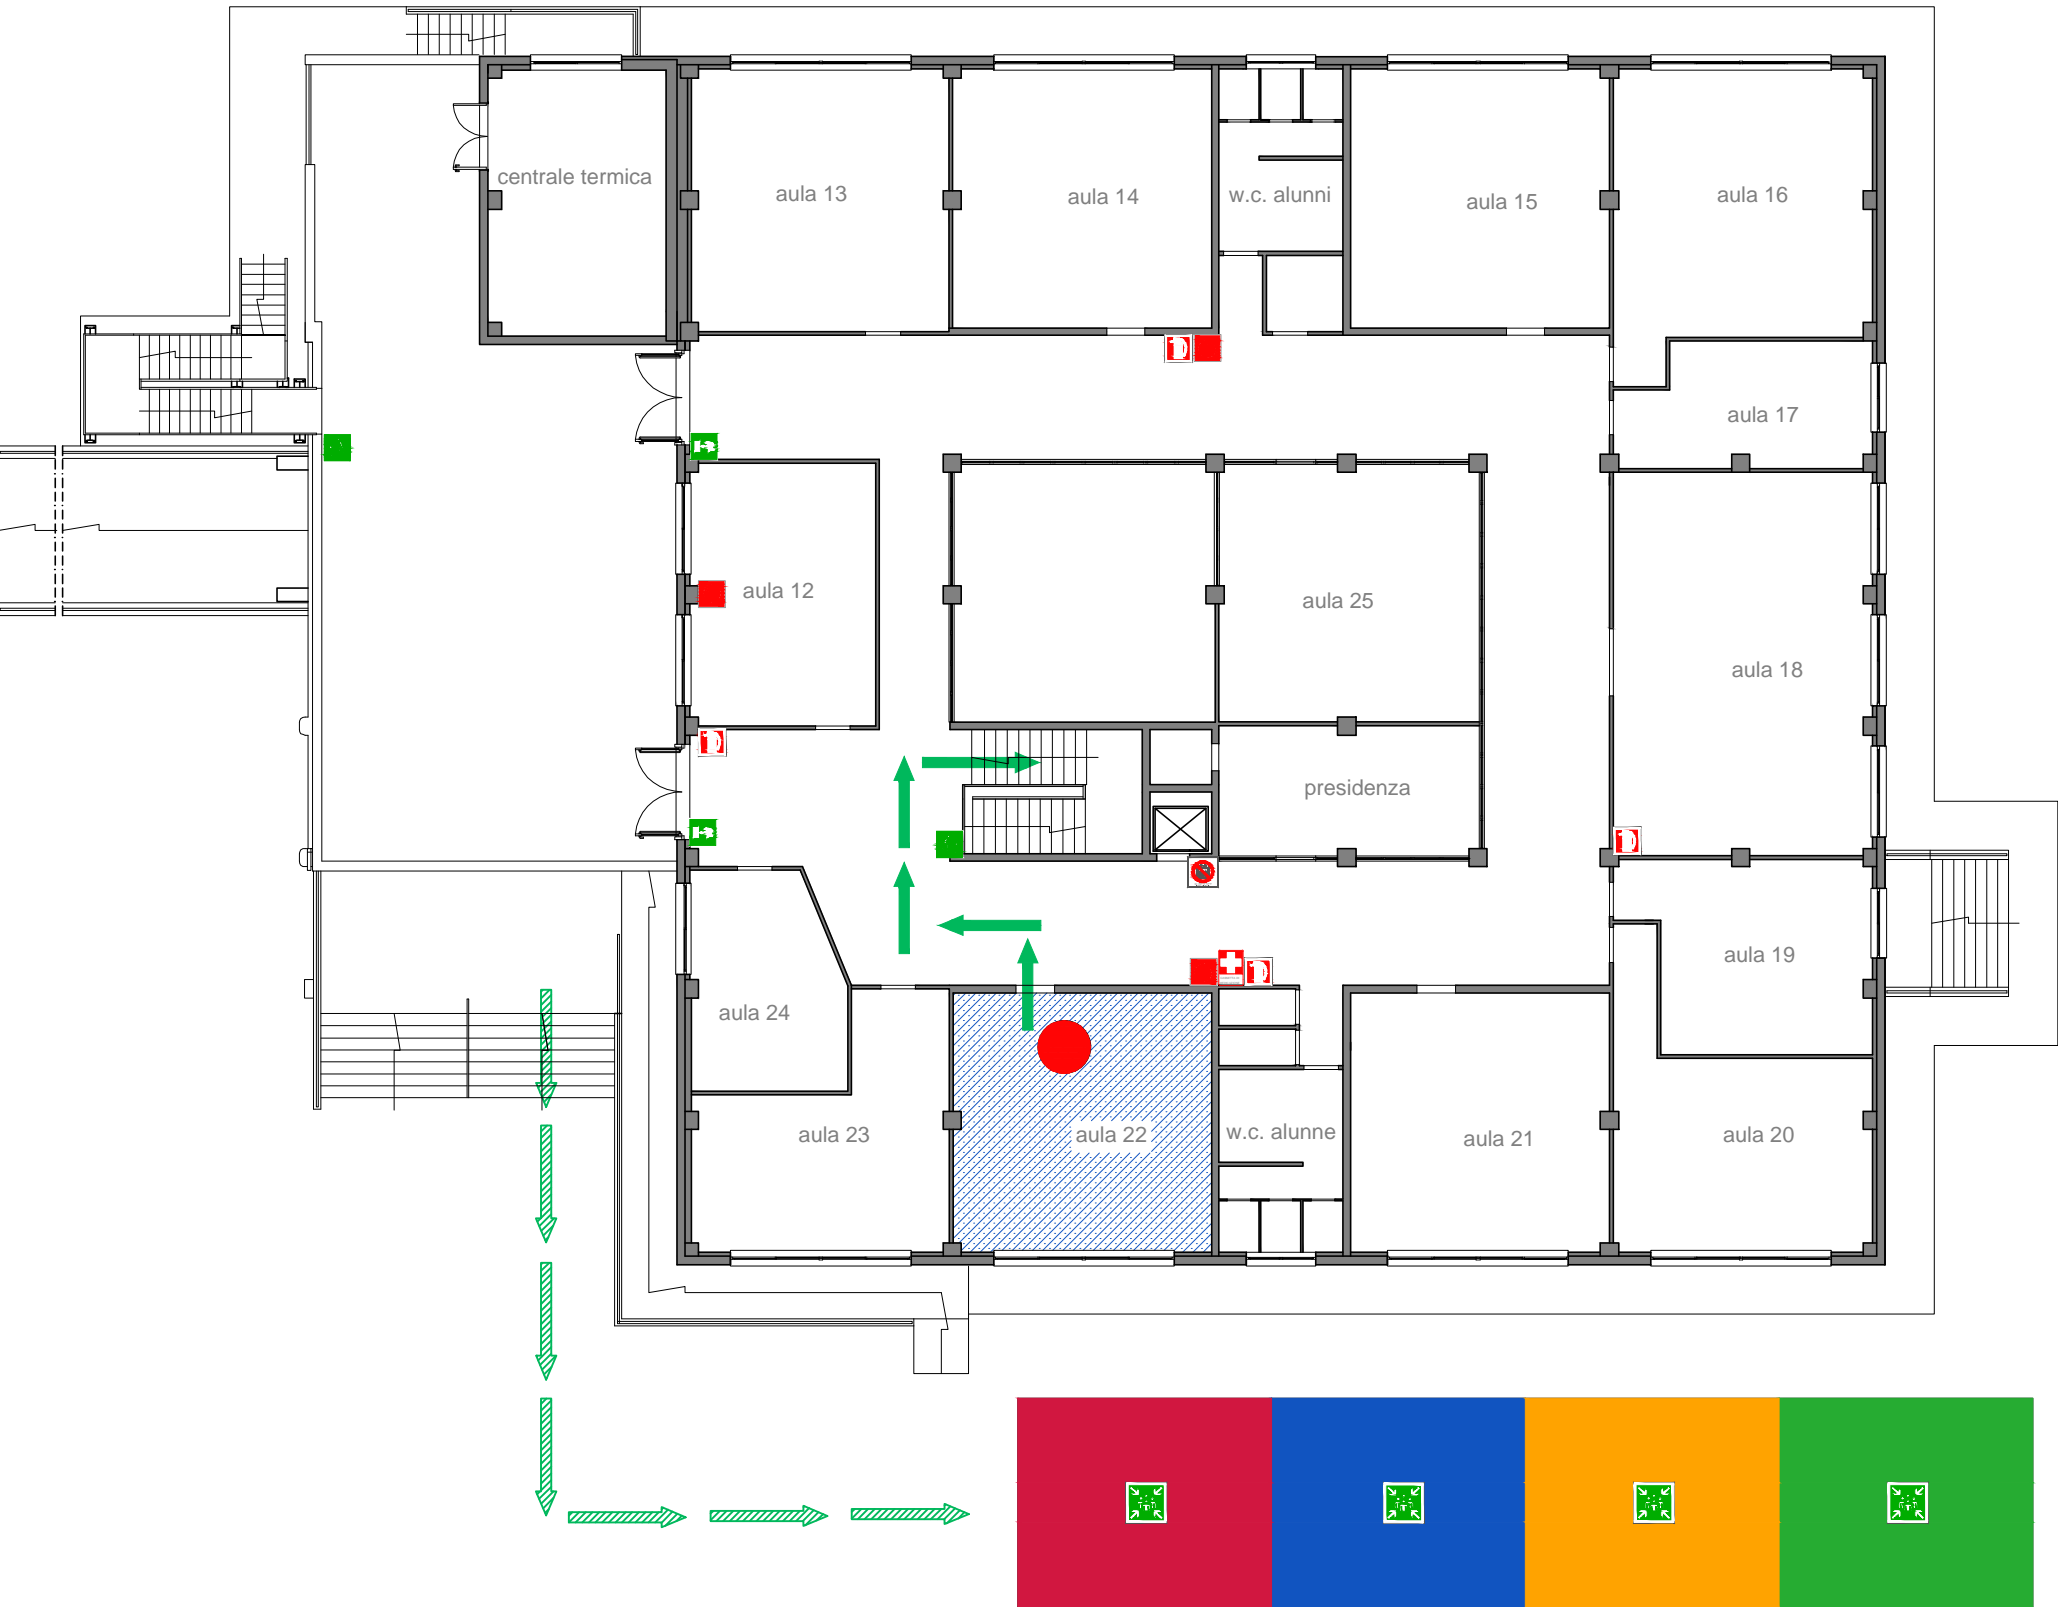 centrale termica
aula 13
aula 14
w.c. alunni
aula 15
aula 16
aula 17
aula 12
aula 25
aula 18
presidenza
aula 19
aula 24
aula 23
aula 22
w.c. alunne
aula 21
aula 20